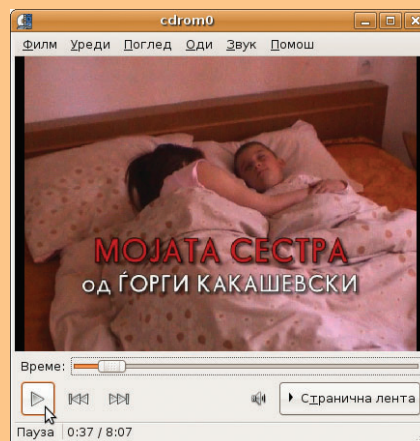 cdrom0
Филм Уреди Поглед Оди Звук Помош
МОЈАТА СЕСТРА
од ЃОРГИ КАКАШЕВСКИ
Време:
Странична лента
Пауза 0:37 / 8:07